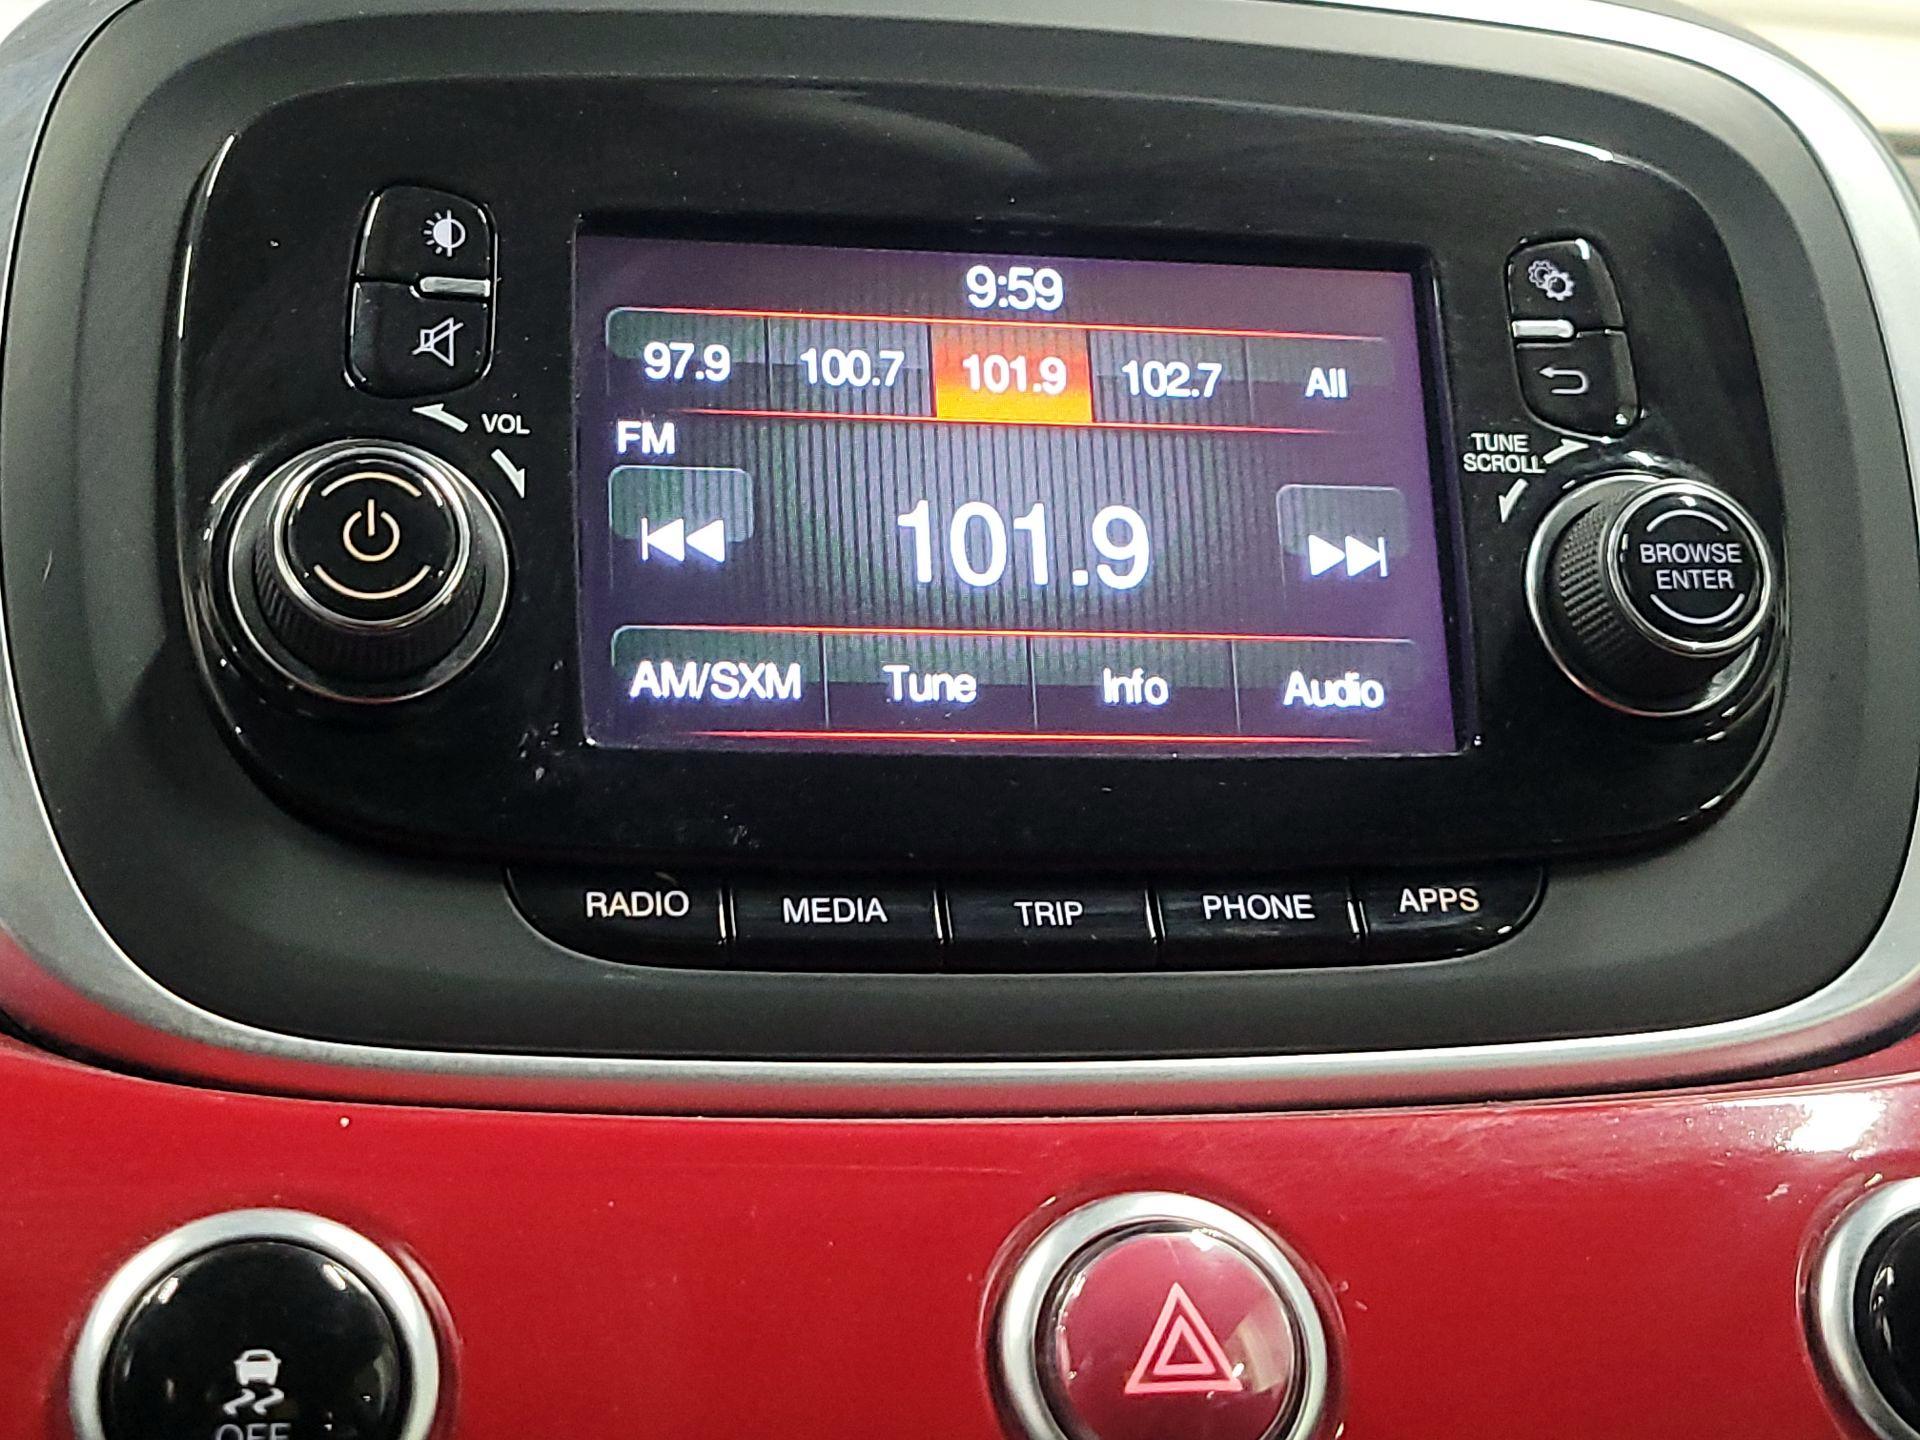 9:59
97.9 100.7 101.9 102.7 All
VOL
FM
TUNE
SCROLL
101.9
BROWSE
ENTER
AM/SXM Tune Info Audio
RADIO MEDIA TRIP PHONE APPS
OFF